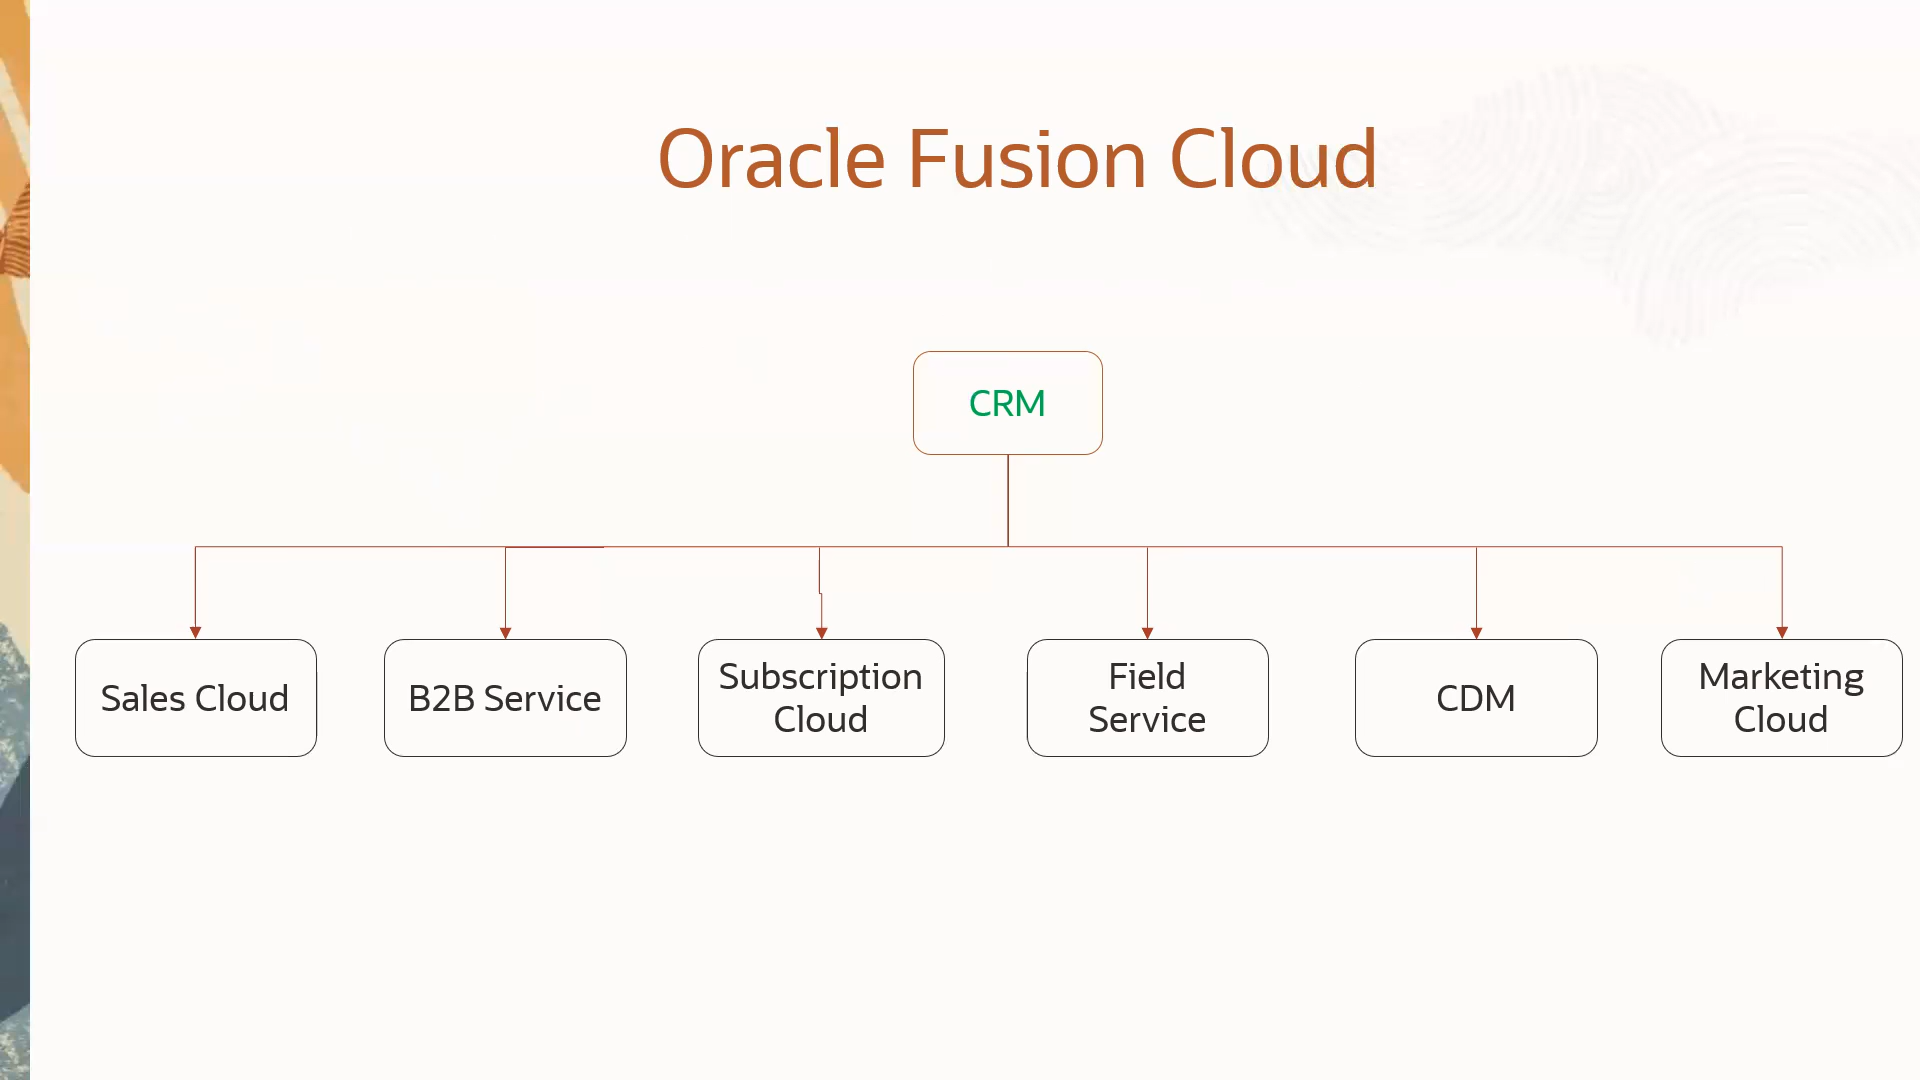 Oracle Fusion Cloud
CRM
Sales Cloud
B2B Service
Subscription
Cloud
Field
Service
CDM
Marketing
Cloud